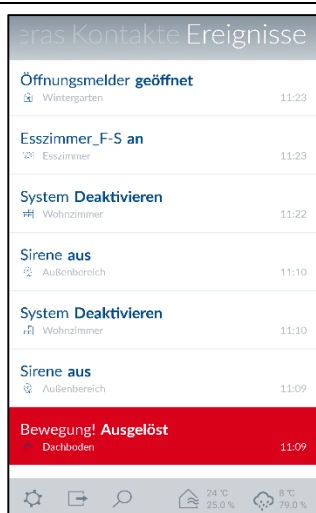 eras Kontakte Ereignisse
Öffnungsmelder geöffnet
Wintergarten 11:23
Esszimmer_F-S an
Esszimmer 11:23
System Deaktivieren
Wohnzimmer 11:22
Sirene aus
Außenbereich 11:10
System Deaktivieren
Wohnzimmer 11:10
Sirene aus
Außenbereich 11:09
Bewegung! Ausgelöst
Dachboden 11:09
24 °C 8 °C
25.0 % 79.0 %